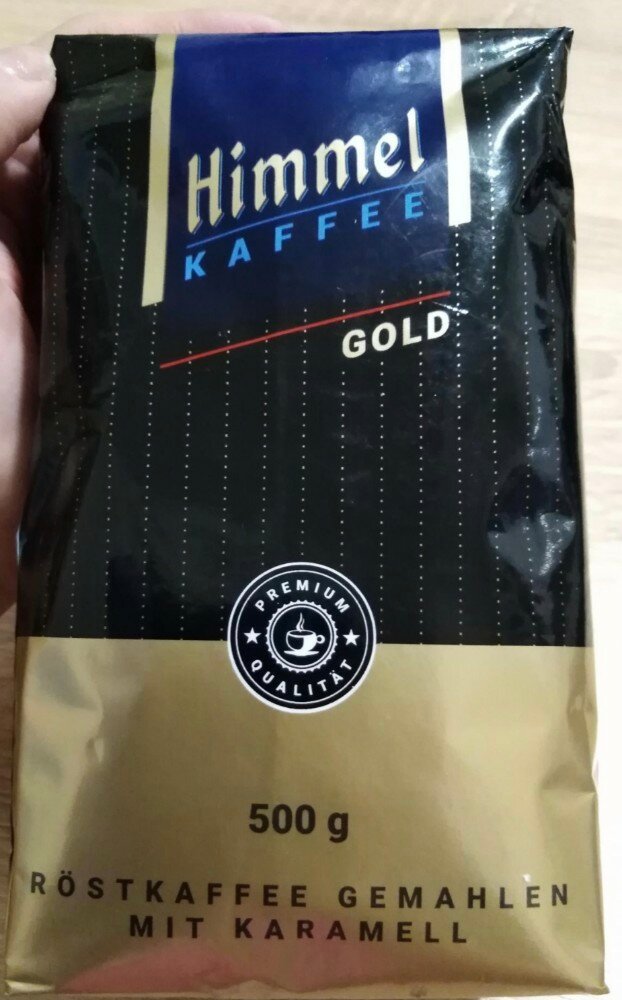 Himmel
KAFFEE
GOLD
PREMIUM
QUALITÄT
500 g
RÖSTKAFFEE GEMAHLEN
MIT KARAMELL